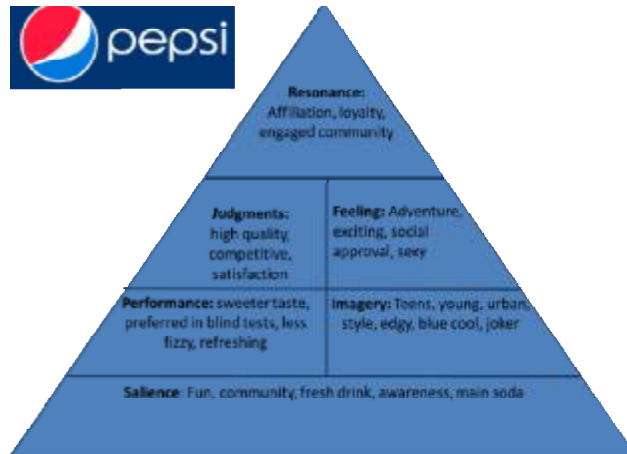 pepsi
Resonance:
Affiliation, loyalty,
engaged community
Judgments:
high quality,
competitive,
satisfaction
Feeling: Adventure,
exciting, social
approval, sexy
Performance: sweeter taste,
preferred in blind tests, less
fizzy, refreshing
Imagery: Teens, young, urban,
style, edgy, blue cool, joker
Salience: Fun, community, fresh drink, awareness, main soda